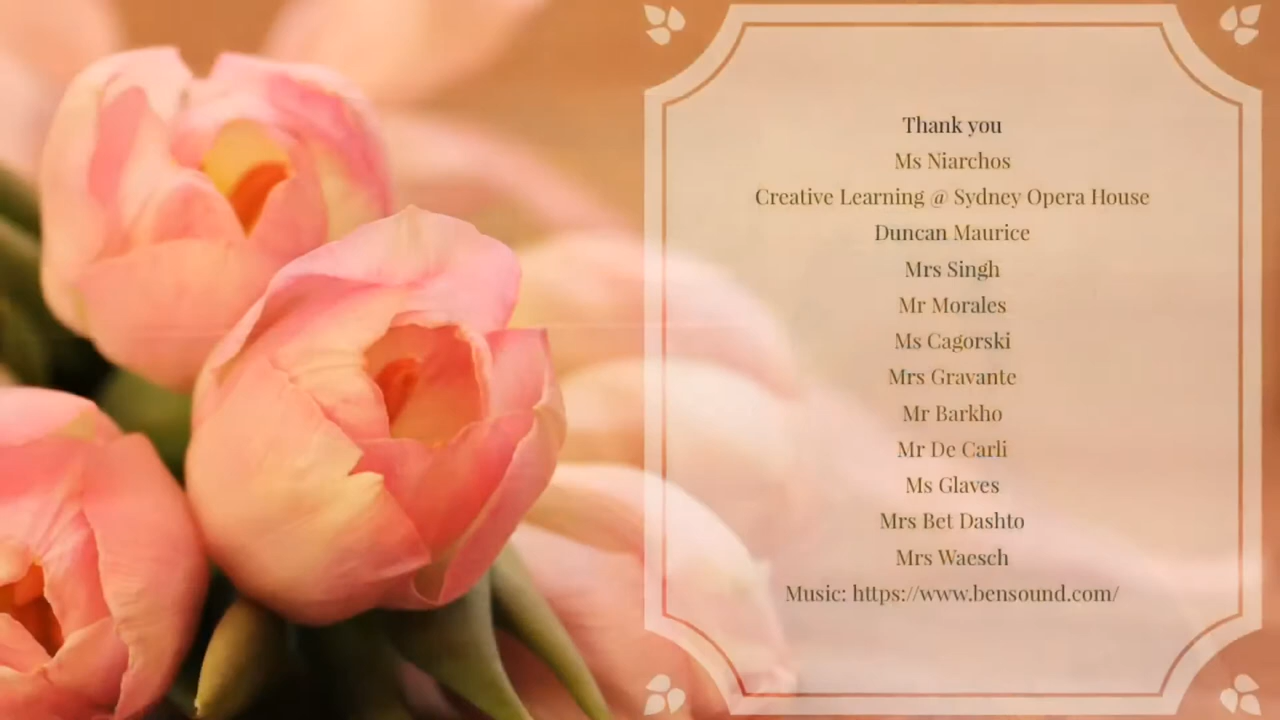 Thank you
Ms Niarchos
Creative Learning @ Sydney Opera House
Duncan Maurice
Mrs Singh
Mr Morales
Ms Cagorski
Mrs Gravante
Mr Barkho
Mr De Carli
Ms Glaves
Mrs Bet Dashto
Mrs Waesch
Music: https://www.bensound.com/